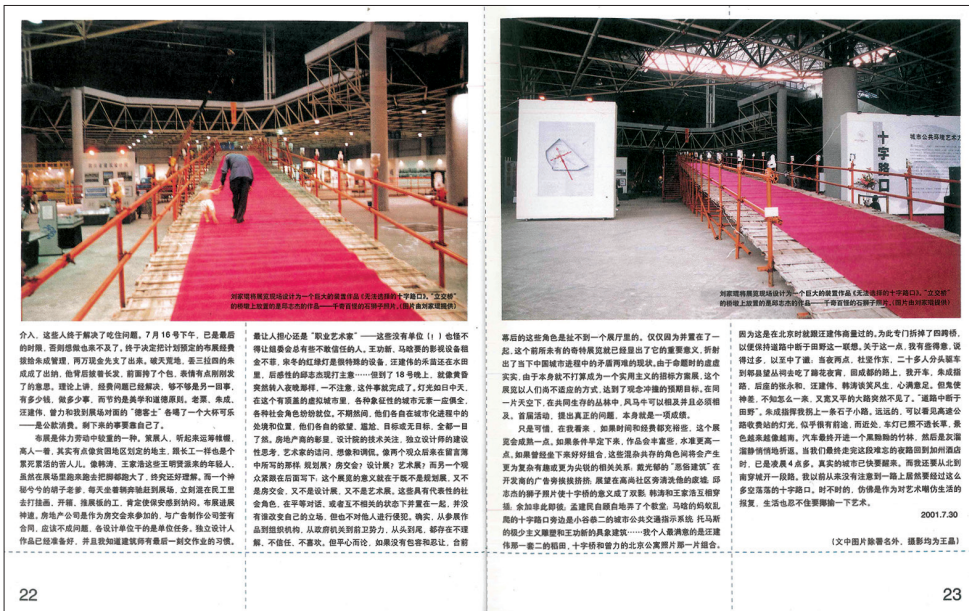 刘家琨将展览现场设计为一个巨大的装置作品《无法选择的十字路口》。“立交桥”
的桥墩上放置的是邱志杰的作品——千奇百怪的石狮子照片。（图片由刘家琨提供）
十字路口
城市公共环境艺术
刘家琨将展览现场设计为一个巨大的装置作品《无法选择的十字路口》。“立交桥”
的桥墩上放置的是邱志杰的作品——千奇百怪的石狮子照片。（图片由刘家琨提供）
介入，这些人终于解决了吃住问题。7月16号下午，已是最后
的时限，否则想做也来不及了。终于决定把计划预定的布展经费
拨给朱成管理，两万现金先支了出来。破天荒地，丢三拉四的朱
成成了出纳，他背后披着长发，前面挎了个包，表情有点刚刚发
了的意思。理论上讲，经费问题已经解决，够不够是另一回事，
有多少钱，做多少事，而节约是美学和道德原则。老栗、朱成、
汪建伟、曾力和我到展场对面的“德客士”各喝了一个大杯可乐
——是公款消费。剩下来的事要靠自己了。
布展是体力劳动中较重的一种。策展人，听起来运筹帷幄，
高人一著，其实有点像贫困地区划定的地主，跟长工一样也是个
累死累活的苦人儿。像韩涛、王家浩这些王明贤派来的年轻人，
虽然在展场里跑来跑去把脚都跑大了，终究还好理解。而一个神
秘兮兮的胡子老爹，每天坐着辆奔驰赶到展场，立刻混在民工里
去打挂画、开箱、推展板的工，肯定使保安感到纳闷。布展进展
神速，房地产公司是作为房交会来参加的，与广告制作公司签有
合同，应该不成问题，各设计单位干的是单位任务。独立设计人
作品已经准备好，并且我知道建筑师有最后一刻交作业的习惯。
最让人担心还是“职业艺术家”——这些没有单位（！）也怪不
得让组委会总有些不敢信任的人。王功新、马晗要的影视设备租
金不菲，宋冬的红绿灯是很特殊的设备，汪建伟的禾苗活在水田
里，后感性的邱志杰现打主意……但到了18号晚上，就像黄昏
突然转入夜晚那样，一不注意，这件事就完成了。灯光如日中天，
在这个有顶盖的虚拟城市里，各种象征性的城市元素一应俱全，
各种社会角色纷纷就位。不期然间，他们各自在城市化进程中的
处境和位置，他们各自的欲望、尴尬、目标或无目标，全都一目
了然。房地产商的彰显，设计院的技术关注，独立设计师的建设
性思考，艺术家的诘问、想像和讽侃。像两个观众后来在留言簿
中所写的那样：规划展？房交会？设计展？艺术展？而另一个观
众紧跟在后面写下：这个展览的意义就在于既不是规划展，又不
是房交会，又不是设计展，又不是艺术展。这些具有代表性的社
会角色，在平等对话，或者互不相关的状态下并置在一起，并没
有谁改变自己的立场，但也不对他人进行侵犯。确实，从参展作
品到组织机构，从政府机关到前卫势力，从头到尾，都存在不理
解、不信任、不喜欢。但平心而论，如果没有包容和忍让，台前
幕后的这些角色是扯不到一个展厅里的。仅仅因为并置在了一
起，这个前所未有的奇特展览就已经显出了它的重要意义，折射
出了当下中国城市进程中的矛盾两难的现状。由于命题时的虚虚
实实，由于本身就不打算成为一个实用主义的招标方案展，这个
展览以人们尚不适应的方式，达到了观念冲撞的预期目标。在同
一片天空下，在共同生存的丛林中，风马牛可以相及并且必须相
及。首届活动，提出真正的问题，本身就是一项成绩。
只是可惜，在我看来，如果时间和经费都充裕些，这个展
览会成熟一点。如果条件早定下来，作品会丰富些，水准更高一
点。如果曾经坐下来好好组合，这些混杂共存的角色间将会产生
更为复杂有趣或更为尖锐的相关关系。戴光郁的“恩俗建筑”在
开发商的广告旁挨挨挤挤；展望在高尚社区旁清洗他的废墟；邱
志杰的狮子照片使十字桥的意义成了双影；韩涛和王家浩互相穿
插；余加非此即彼；孟建民自顾自地弄了个教堂；马晗的蚂蚁乱
爬的十字路口旁边是小谷恭二的城市公共交通指示系统；托马斯
的极少主义雕塑和王功新的具象建筑……我个人最满意的是汪建
伟那一套二的稻田，十字桥和曾力的北京公寓照片那一片组合。
因为这是在北京时就跟汪建伟商量过的。为此专门拆掉了四跨桥，
以便保持道路中断于田野这一联想。关于这一点，我有些得意，说
得过多，以至中了谶：当夜两点，杜坚作东，二十多人分头驱车
到郫县望丛祠去吃了踏花夜宵，回成都的路上，我开车，朱成指
路，后座的张永和、汪建伟、韩涛谈笑风生，心满意足。但鬼使
神差，不知怎么一来，又宽又平的大路突然不见了。“道路中断于
田野”。朱成指挥我拐上一条石子小路。远远的，可以看见高速公
路收费站的灯光，似乎很有前途，而近处，车灯已照不透长草，景
色越来越像越南。汽车最终开进一个黑黝黝的竹林，然后是灰溜
溜静悄悄地折返。当我们最终走完这段难忘的夜路回到加州酒店
时，已是凌晨4点多了。真实的城市已快要醒来。而我还要从北到
南穿城开一段路。我以前从来没有注意到一路上居然要经过这么
多空荡荡的十字路口。时不时的，仿佛是作为对艺术嘲仿生活的
报复，生活也忍不住要揶揄一下艺术。
2001.7.30
（文中图片除署名外，摄影均为王晶）
22
23